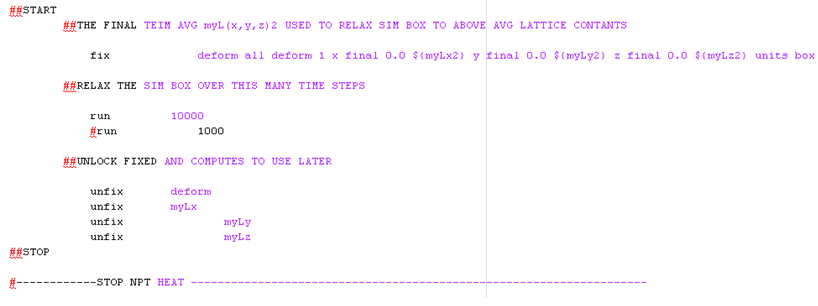 ##START
##THE FINAL TEIM AVG myL(x,y,z)2 USED TO RELAX SIM BOX TO ABOVE AVG LATTICE CONTANTS
fix deform all deform 1 x final 0.0 $(myLx2) y final 0.0 $(myLy2) z final 0.0 $(myLz2) units box
##RELAX THE SIM BOX OVER THIS MANY TIME STEPS
run 10000
#run 1000
##UNLOCK FIXED AND COMPUTES TO USE LATER
unfix deform
unfix myLx
unfix myLy
unfix myLz
##STOP
#------------STOP NPT HEAT --------------------------------------------------------------------